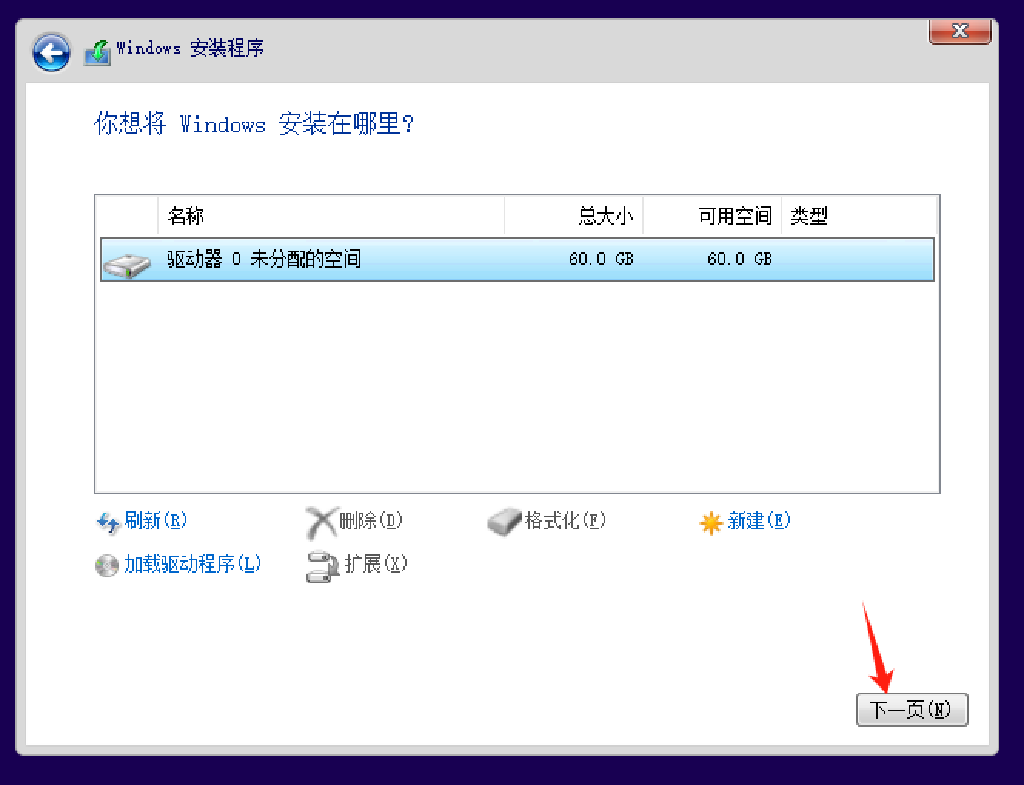 Windows 安装程序
你想将 Windows 安装在哪里?
名称 总大小 可用空间 类型
驱动器 0 未分配的空间 60.0 GB 60.0 GB
刷新(R) 删除(D) 格式化(F) 新建(E)
加载驱动程序(L) 扩展(X)
下一页(N)